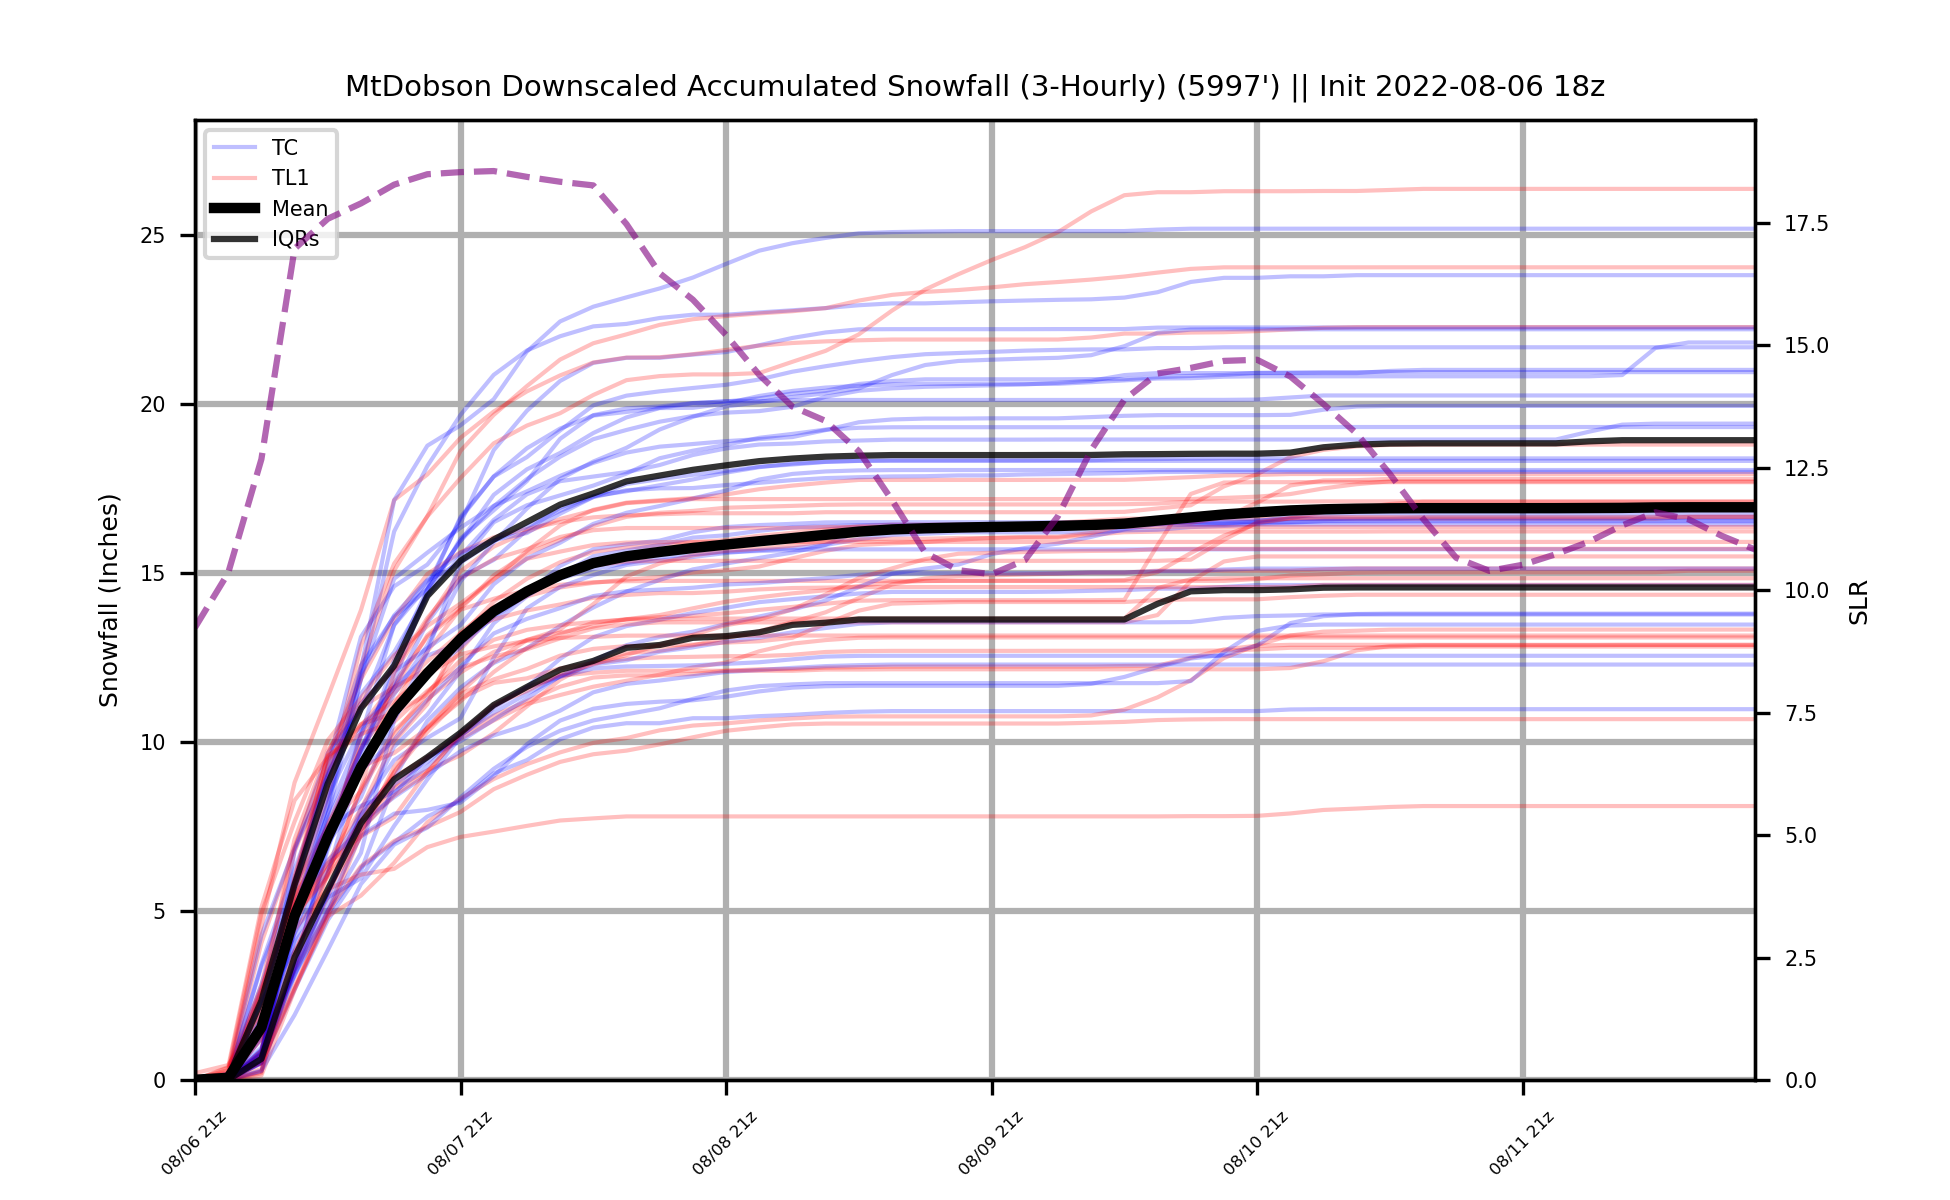 MtDobson Downscaled Accumulated Snowfall (3-Hourly) (5997') || Init 2022-08-06 18z
TC
TL1
Mean
IQRs
25
20
15
10
5
0
Snowfall (Inches)
17.5
15.0
12.5
10.0
7.5
5.0
2.5
0.0
SLR
08/06 21z
08/07 21z
08/08 21z
08/09 21z
08/10 21z
08/11 21z